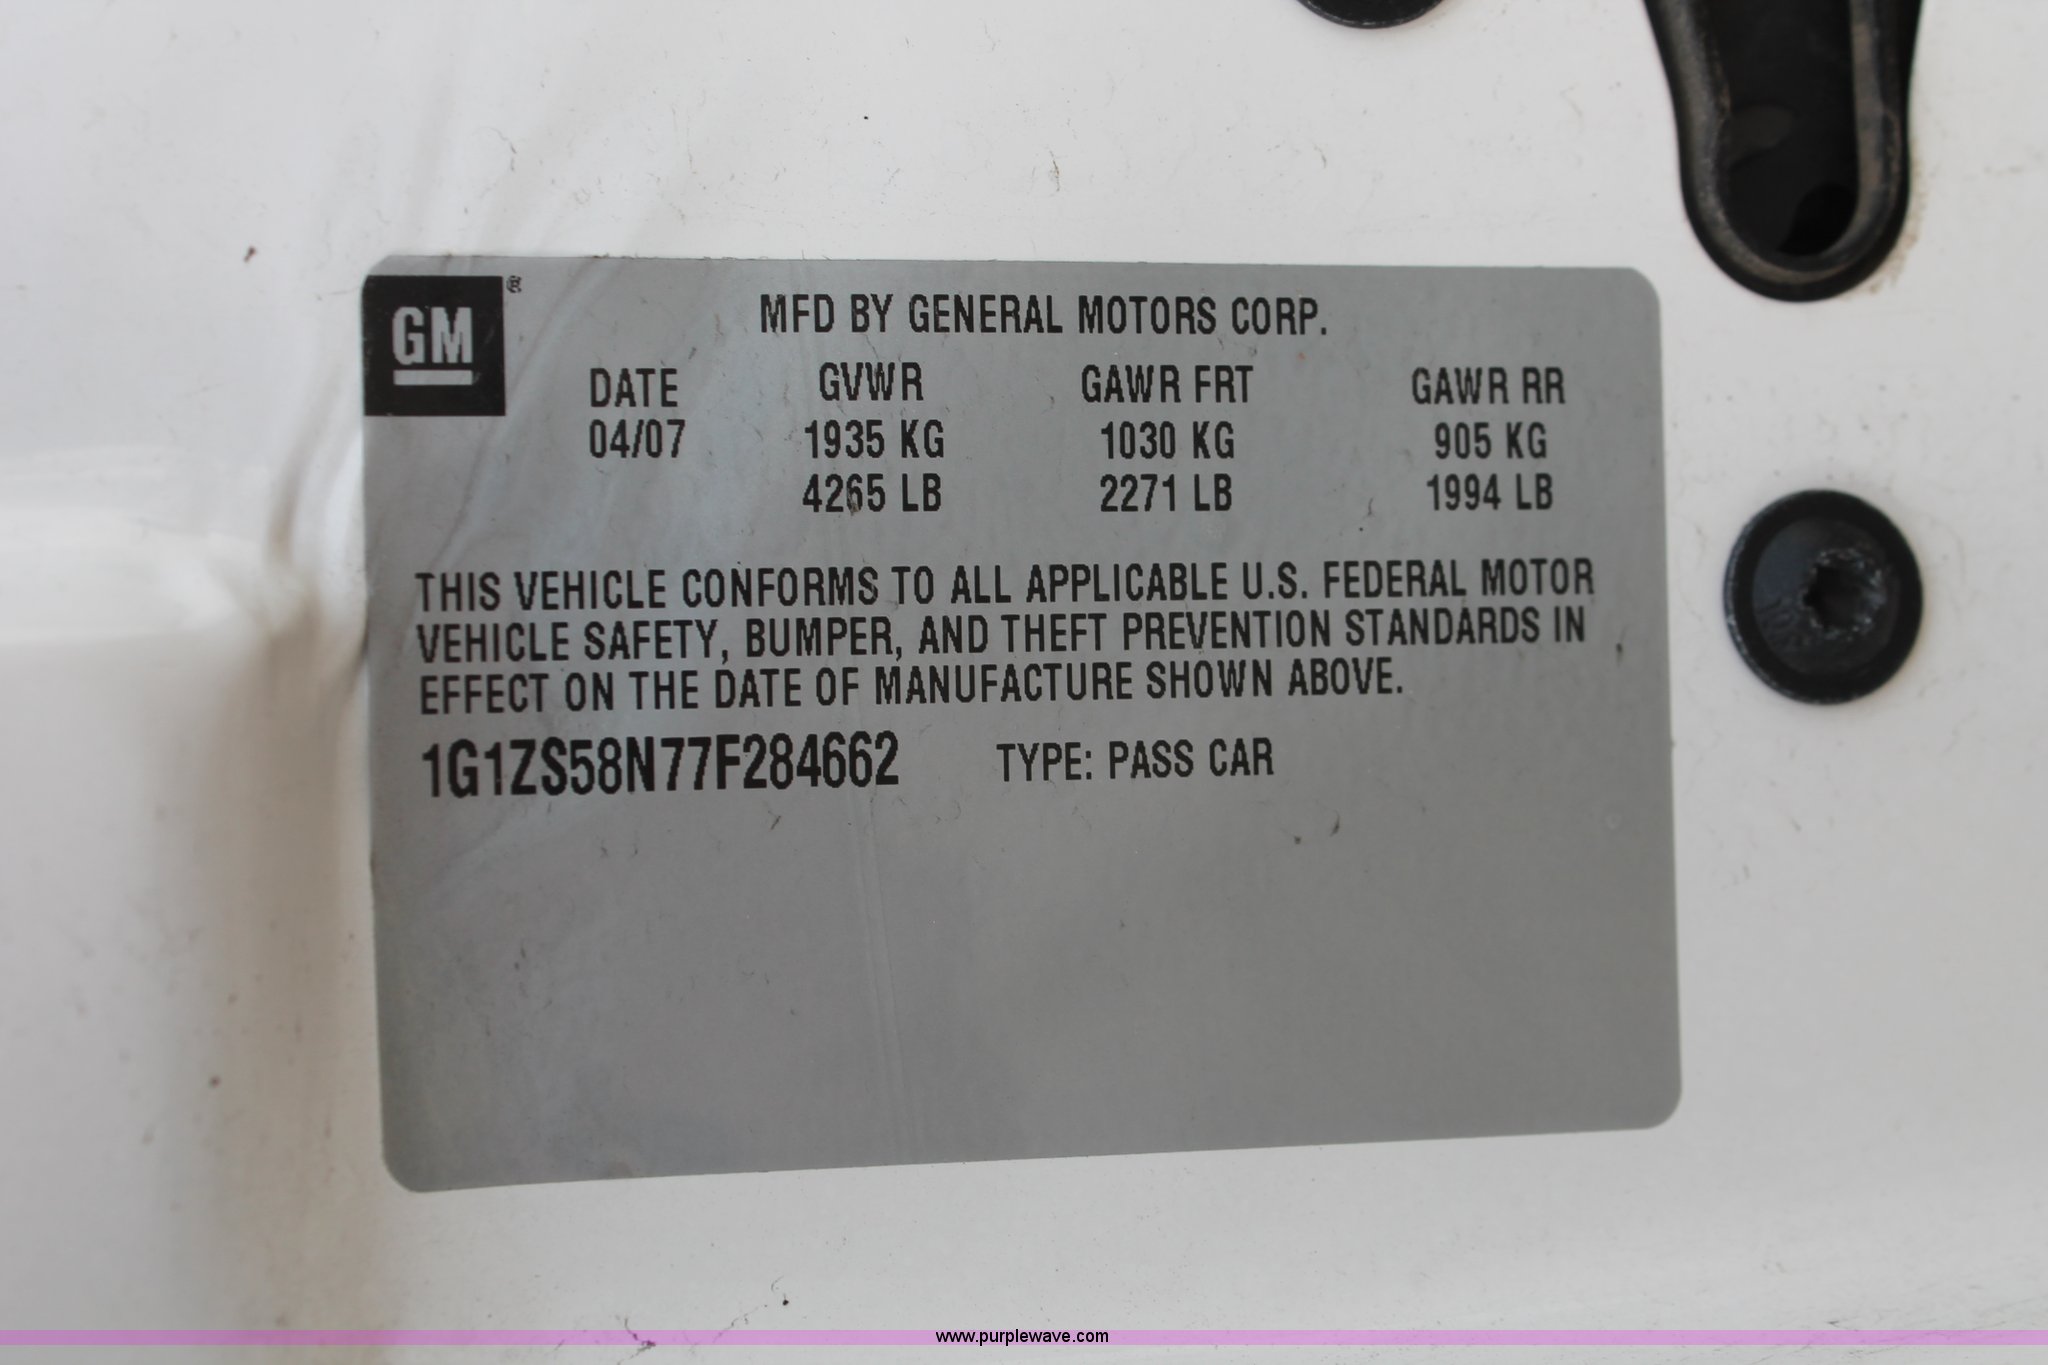 GM®
MFD BY GENERAL MOTORS CORP.
DATE GVWR GAWR FRT GAWR RR
04/07 1935 KG 1030 KG 905 KG
4265 LB 2271 LB 1994 LB
THIS VEHICLE CONFORMS TO ALL APPLICABLE U.S. FEDERAL MOTOR
VEHICLE SAFETY, BUMPER, AND THEFT PREVENTION STANDARDS IN
EFFECT ON THE DATE OF MANUFACTURE SHOWN ABOVE.
1G1ZS58N77F284662 TYPE: PASS CAR
www.purplewave.com